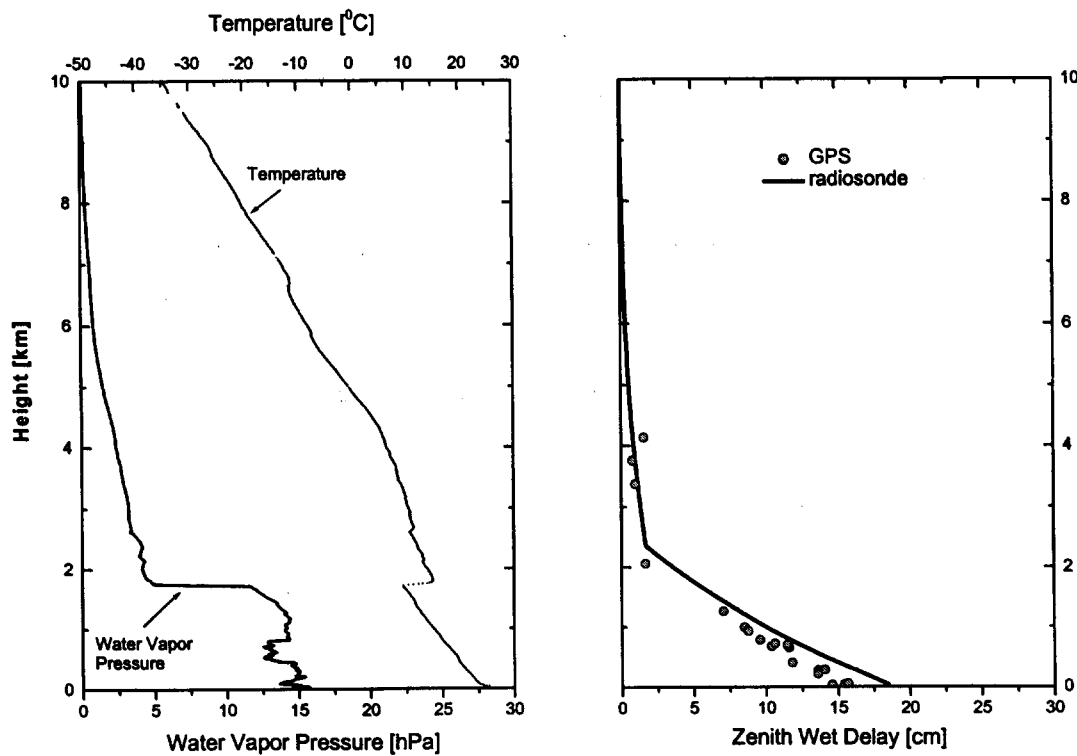 Temperature [⁰C]
-50 -40 -30 -20 -10 0 10 20 30
10
8
6
4
2
0
Height [km]
Temperature
Water Vapor
Pressure
0 5 10 15 20 25 30
Water Vapor Pressure [hPa]
GPS
radiosonde
10
8
6
4
2
0
0 5 10 15 20 25 30
Zenith Wet Delay [cm]